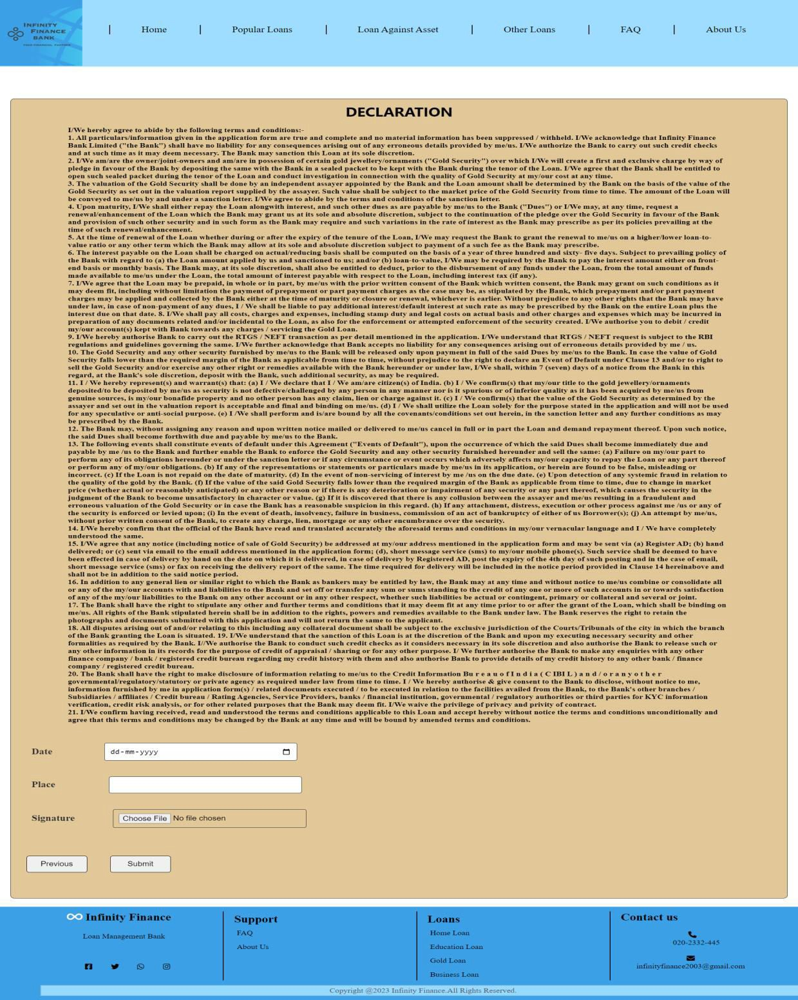 INFINITY
FINANCE
BANK
YOUR FINANCIAL PARTNER
Home
Popular Loans
Loan Against Asset
Other Loans
FAQ
About Us
DECLARATION
I/We hereby agree to abide by the following terms and conditions:-
1. All particulars/information given in the application form are true and complete and no material information has been suppressed / withheld. I/We acknowledge that Infinity Finance
Bank Limited ("the Bank") shall have no liability for any consequences arising out of any erroneous details provided by me/us. I/We authorize the Bank to carry out such credit checks
and at such time as it may deem necessary. The Bank may sanction this Loan at its sole discretion.
2. I/We am/are the owner/joint-owners and am/are in possession of certain gold jewellery/ornaments ("Gold Security") over which I/We will create a first and exclusive charge by way of
pledge in favour of the Bank by depositing the same with the Bank in a sealed packet to be kept with the Bank during the tenor of the Loan. I/We agree that the Bank shall be entitled to
open such sealed packet during the tenor of the Loan and conduct investigation in connection with the quality of Gold Security at my/our cost at any time.
3. The valuation of the Gold Security shall be done by an independent assayer appointed by the Bank and the Loan amount shall be determined by the Bank on the basis of the value of the
Gold Security as set out in the valuation report supplied by the assayer. Such value shall be subject to the market price of the Gold Security from time to time. The amount of the Loan will
be conveyed to me/us by and under a sanction letter. I/We agree to abide by the terms and conditions of the sanction letter.
4. Upon maturity, I/We shall either repay the Loan alongwith interest, and such other dues as are payable by me/us to the Bank ("Dues") or I/We may, at any time, request a
renewal/enhancement of the Loan which the Bank may grant us at its sole and absolute discretion, subject to the continuation of the pledge over the Gold Security in favour of the Bank
and provision of such other security and in such form as the Bank may require and such variations in the rate of interest as the Bank may prescribe as per its policies prevailing at the
time of such renewal/enhancement.
5. At the time of renewal of the Loan whether during or after the expiry of the tenure of the Loan, I/We may request the Bank to grant the renewal to me/us on a higher/lower loan-to-
value ratio or any other term which the Bank may allow at its sole and absolute discretion subject to payment of a such fee as the Bank may prescribe.
6. The interest payable on the Loan shall be charged on actual/reducing basis shall be computed on the basis of a year of three hundred and sixty- five days. Subject to prevailing policy of
the Bank with regard to (a) the Loan amount applied by us and sanctioned to us; and/or (b) loan-to-value, I/We may be required by the Bank to pay the interest amount either on front-
end basis or monthly basis. The Bank may, at its sole discretion, shall also be entitled to deduct, prior to the disbursement of any funds under the Loan, from the total amount of funds
made available to me/us under the Loan, the total amount of interest payable with respect to the Loan, including interest tax (if any).
7. I/We agree that the Loan may be prepaid, in whole or in part, by me/us with the prior written consent of the Bank which written consent, the Bank may grant on such conditions as it
may deem fit, including without limitation the payment of prepayment or part payment charges as the case may be, as stipulated by the Bank, which prepayment and/or part payment
charges may be applied and collected by the Bank either at the time of maturity or closure or renewal, whichever is earlier. Without prejudice to any other rights that the Bank may have
under law, in case of non-payment of any dues, I / We shall be liable to pay additional interest/default interest at such rate as may be prescribed by the Bank on the entire Loan plus the
interest due on that date. 8. I/We shall pay all costs, charges and expenses, including stamp duty and legal costs on actual basis and other charges and expenses which may be incurred in
preparation of any documents related and/or incidental to the Loan, as also for the enforcement or attempted enforcement of the security created. I/We authorise you to debit / credit
my/our account(s) kept with Bank towards any charges / servicing the Gold Loan.
9. I/We hereby authorise Bank to carry out the RTGS / NEFT transaction as per detail mentioned in the application. I/We understand that RTGS / NEFT request is subject to the RBI
regulations and guidelines governing the same. I/We further acknowledge that Bank accepts no liability for any consequences arising out of erroneous details provided by me / us.
10. The Gold Security and any other security furnished by me/us to the Bank will be released only upon payment in full of the said Dues by me/us to the Bank. In case the value of Gold
Security falls lower than the required margin of the Bank as applicable from time to time, without prejudice to the right to declare an Event of Default under Clause 13 and/or to right to
sell the Gold Security and/or exercise any other right or remedies available with the Bank hereunder or under law, I/We shall, within 7 (seven) days of a notice from the Bank in this
regard, at the Bank's sole discretion, deposit with the Bank, such additional security, as may be required.
11. I / We hereby represent(s) and warrant(s) that: (a) I / We declare that I / We am/are citizen(s) of India. (b) I / We confirm(s) that my/our title to the gold jewellery/ornaments
deposited/to be deposited by me/us as security is not defective/challenged by any person in any manner nor is it spurious or of inferior quality as it has been acquired by me/us from
genuine sources, is my/our bonafide property and no other person has any claim, lien or charge against it. (c) I / We confirm(s) that the value of the Gold Security as determined by the
assayer and set out in the valuation report is acceptable and final and binding on me/us. (d) I / We shall utilize the Loan solely for the purpose stated in the application and will not be used
for any speculative or anti-social purpose. (e) I /We shall perform and is/are bound by all the covenants/conditions set out herein, in the sanction letter and any further conditions as may
be prescribed by the Bank.
12. The Bank may, without assigning any reason and upon written notice mailed or delivered to me/us cancel in full or in part the Loan and demand repayment thereof. Upon such notice,
the said Dues shall become forthwith due and payable by me/us to the Bank.
13. The following events shall constitute events of default under this Agreement ("Events of Default"), upon the occurrence of which the said Dues shall become immediately due and
payable by me /us to the Bank and further enable the Bank to enforce the Gold Security and any other security furnished hereunder and sell the same: (a) Failure on my/our part to
perform any of its obligations hereunder or under the sanction letter or if any circumstance or event occurs which adversely affects my/our capacity to repay the Loan or any part thereof
or perform any of my/our obligations. (b) If any of the representations or statements or particulars made by me/us in its application, or herein are found to be false, misleading or
incorrect. (c) If the Loan is not repaid on the date of maturity. (d) In the event of non-servicing of interest by me /us on the due date. (e) Upon detection of any systemic fraud in relation to
the quality of the gold by the Bank. (f) If the value of the said Gold Security falls lower than the required margin of the Bank as applicable from time to time, due to change in market
price (whether actual or reasonably anticipated) or any other reason or if there is any deterioration or impairment of any security or any part thereof, which causes the security in the
judgment of the Bank to become unsatisfactory in character or value. (g) If it is discovered that there is any collusion between the assayer and me/us resulting in a fraudulent and
erroneous valuation of the Gold Security or in case the Bank has a reasonable suspicion in this regard. (h) If any attachment, distress, execution or other process against me /us or any of
the security is enforced or levied upon; (i) In the event of death, insolvency, failure in business, commission of an act of bankruptcy of either of us Borrower(s); (j) An attempt by me/us,
without prior written consent of the Bank, to create any charge, lien, mortgage or any other encumbrance over the security.
14. I/We hereby confirm that the official of the Bank have read and translated accurately the aforesaid terms and conditions in my/our vernacular language and I / We have completely
understood the same.
15. I/We agree that any notice (including notice of sale of Gold Security) be addressed at my/our address mentioned in the application form and may be sent via (a) Register AD; (b) hand
delivered; or (c) sent via email to the email address mentioned in the application form; (d), short message service (sms) to my/our mobile phone(s). Such service shall be deemed to have
been effected in case of delivery by hand on the date on which it is delivered, in case of delivery by Registered AD, post the expiry of the 4th day of such posting and in the case of email,
short message service (sms) or fax on receiving the delivery report of the same. The time required for delivery will be included in the notice period provided in Clause 14 hereinabove and
shall not be in addition to the said notice period.
16. In addition to any general lien or similar right to which the Bank as bankers may be entitled by law, the Bank may at any time and without notice to me/us combine or consolidate all
or any of the my/our accounts with and liabilities to the Bank and set off or transfer any sum or sums standing to the credit of any one or more of such accounts in or towards satisfaction
of any of the my/our liabilities to the Bank on any other account or in any other respect, whether such liabilities be actual or contingent, primary or collateral and several or joint.
17. The Bank shall have the right to stipulate any other and further terms and conditions that it may deem fit at any time prior to or after the grant of the Loan, which shall be binding on
me/us. All rights of the Bank stipulated herein shall be in addition to the rights, powers and remedies available to the Bank under law. The Bank reserves the right to retain the
photographs and documents submitted with this application and will not return the same to the applicant.
18. All disputes arising out of and/or relating to this including any collateral document shall be subject to the exclusive jurisdiction of the Courts/Tribunals of the city in which the branch
of the Bank granting the Loan is situated. 19. I/We understand that the sanction of this Loan is at the discretion of the Bank and upon my executing necessary security and other
formalities as required by the Bank. I//We authorise the Bank to conduct such credit checks as it considers necessary in its sole discretion and also authorise the Bank to release such or
any other information in its records for the purpose of credit of appraisal / sharing or for any other purpose. I/ We further authorise the Bank to make any enquiries with any other
finance company / bank / registered credit bureau regarding my credit history with them and also authorise Bank to provide details of my credit history to any other bank / finance
company / registered credit bureau.
20. The Bank shall have the right to make disclosure of information relating to me/us to the Credit Information Bu r e a u o f I n d i a ( C IBI L ) a n d / o r a n y o t h e r
governmental/regulatory/statutory or private agency as required under law from time to time. I / We hereby authorise & give consent to the Bank to disclose, without notice to me,
information furnished by me in application form(s) / related documents executed / to be executed in relation to the facilities availed from the Bank, to the Bank's other branches /
Subsidiaries / affiliates / Credit bureau / Rating Agencies, Service Providers, banks / financial institution, governmental / regulatory authorities or third parties for KYC information
verification, credit risk analysis, or for other related purposes that the Bank may deem fit. I/We waive the privilege of privacy and privity of contract.
21. I/We confirm having received, read and understood the terms and conditions applicable to this Loan and accept hereby without notice the terms and conditions unconditionally and
agree that this terms and conditions may be changed by the Bank at any time and will be bound by amended terms and conditions.
Date
dd-mm-yyyy
Place
Signature
Choose File No file chosen
Previous
Submit
Infinity Finance
Loan Management Bank
Support
FAQ
About Us
Loans
Home Loan
Education Loan
Gold Loan
Business Loan
Contact us
020-2332-445
infinityfinance2003@gmail.com
Copyright @2023 Infinity Finance.All Rights Reserved.